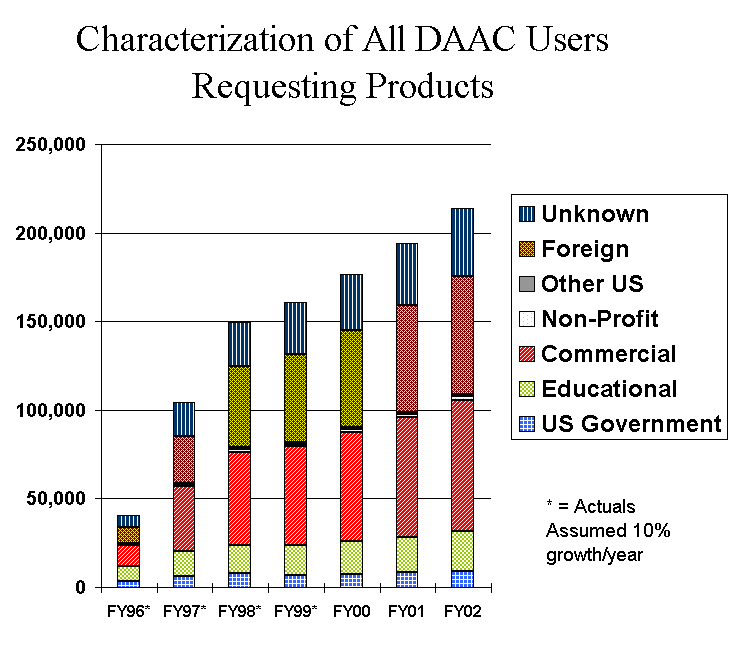 Characterization of All DAAC Users
Requesting Products
250,000
200,000
150,000
100,000
50,000
0
FY96* FY97* FY98* FY99* FY00 FY01 FY02
Unknown
Foreign
Other US
Non-Profit
Commercial
Educational
US Government
* = Actuals
Assumed 10%
growth/year